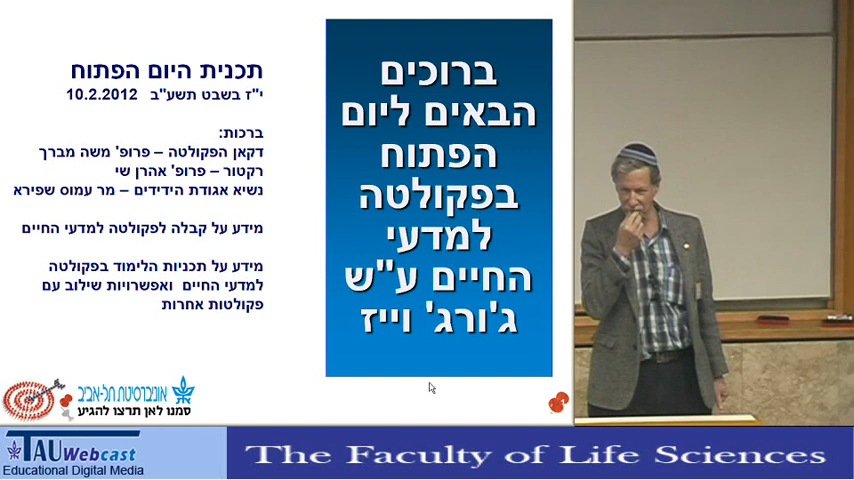 ברוכים
הבאים ליום
הפתוח
בפקולטה
למדעי
החיים ע"ש
ג'ורג' וייז
תכנית היום הפתוח
י"ז בשבט תשע"ב 10.2.2012
ברכות:
דקאן הפקולטה – פרופ' משה מברך
רקטור – פרופ' אהרן שי
נשיא אגודת הידידים – מר עמוס שפירא
מידע על קבלה לפקולטה למדעי החיים
מידע על תכניות הלימוד בפקולטה
למדעי החיים ואפשרויות שילוב עם
פקולטות אחרות
אוניברסיטת תל-אביב
סמנו לאן תרצו להגיע
1
TAU Webcast
Educational Digital Media
The Faculty of Life Sciences